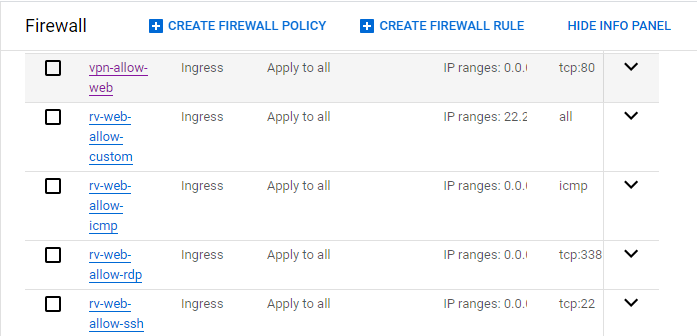 Firewall CREATE FIREWALL POLICY CREATE FIREWALL RULE HIDE INFO PANEL
vpn-allow- Ingress Apply to all IP ranges: 0.0.( tcp:80
web
rv-web- Ingress Apply to all IP ranges: 22.2 all
allow-
custom
rv-web- Ingress Apply to all IP ranges: 0.0.( icmp
allow-
icmp
rv-web- Ingress Apply to all IP ranges: 0.0.( tcp:338
allow-rdp
rv-web- Ingress Apply to all IP ranges: 0.0.( tcp:22
allow-ssh